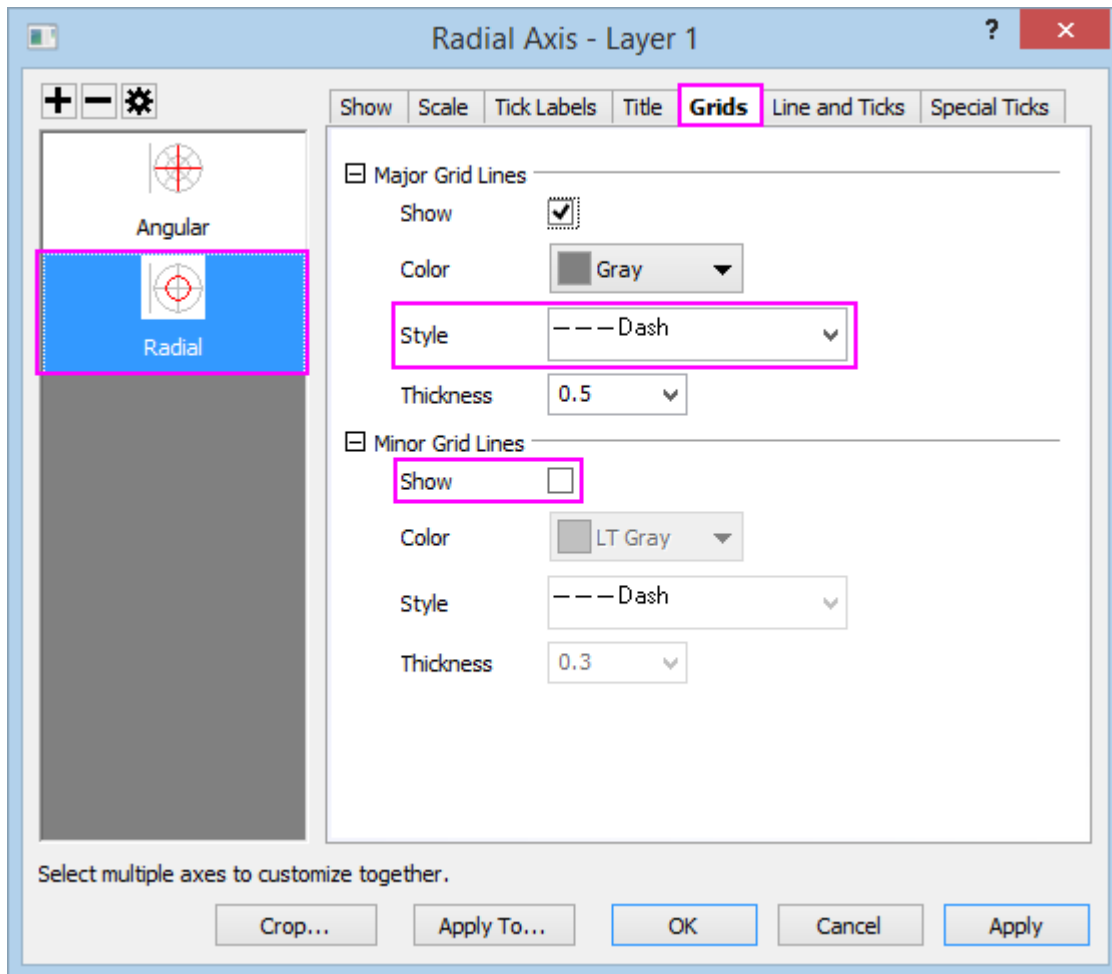 Radial Axis - Layer 1 ?
Show Scale Tick Labels Title Grids Line and Ticks Special Ticks
Angular
Radial
Major Grid Lines
Show
Color Gray
Style Dash
Thickness 0.5
Minor Grid Lines
Show
Color LT Gray
Style Dash
Thickness 0.3
Select multiple axes to customize together.
Crop... Apply To... OK Cancel Apply